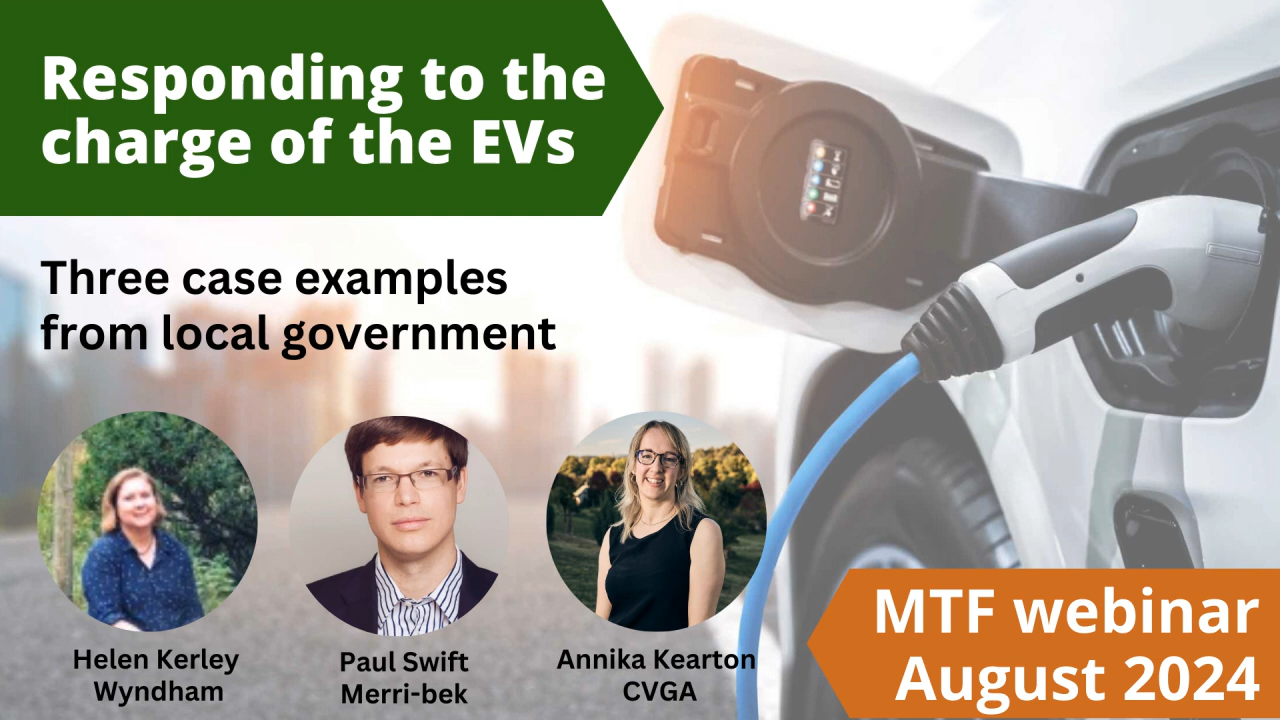 Responding to the
charge of the EVs
Three case examples
from local government
Helen Kerley
Wyndham
Paul Swift
Merri-bek
Annika Kearton
CVGA
MTF webinar
August 2024